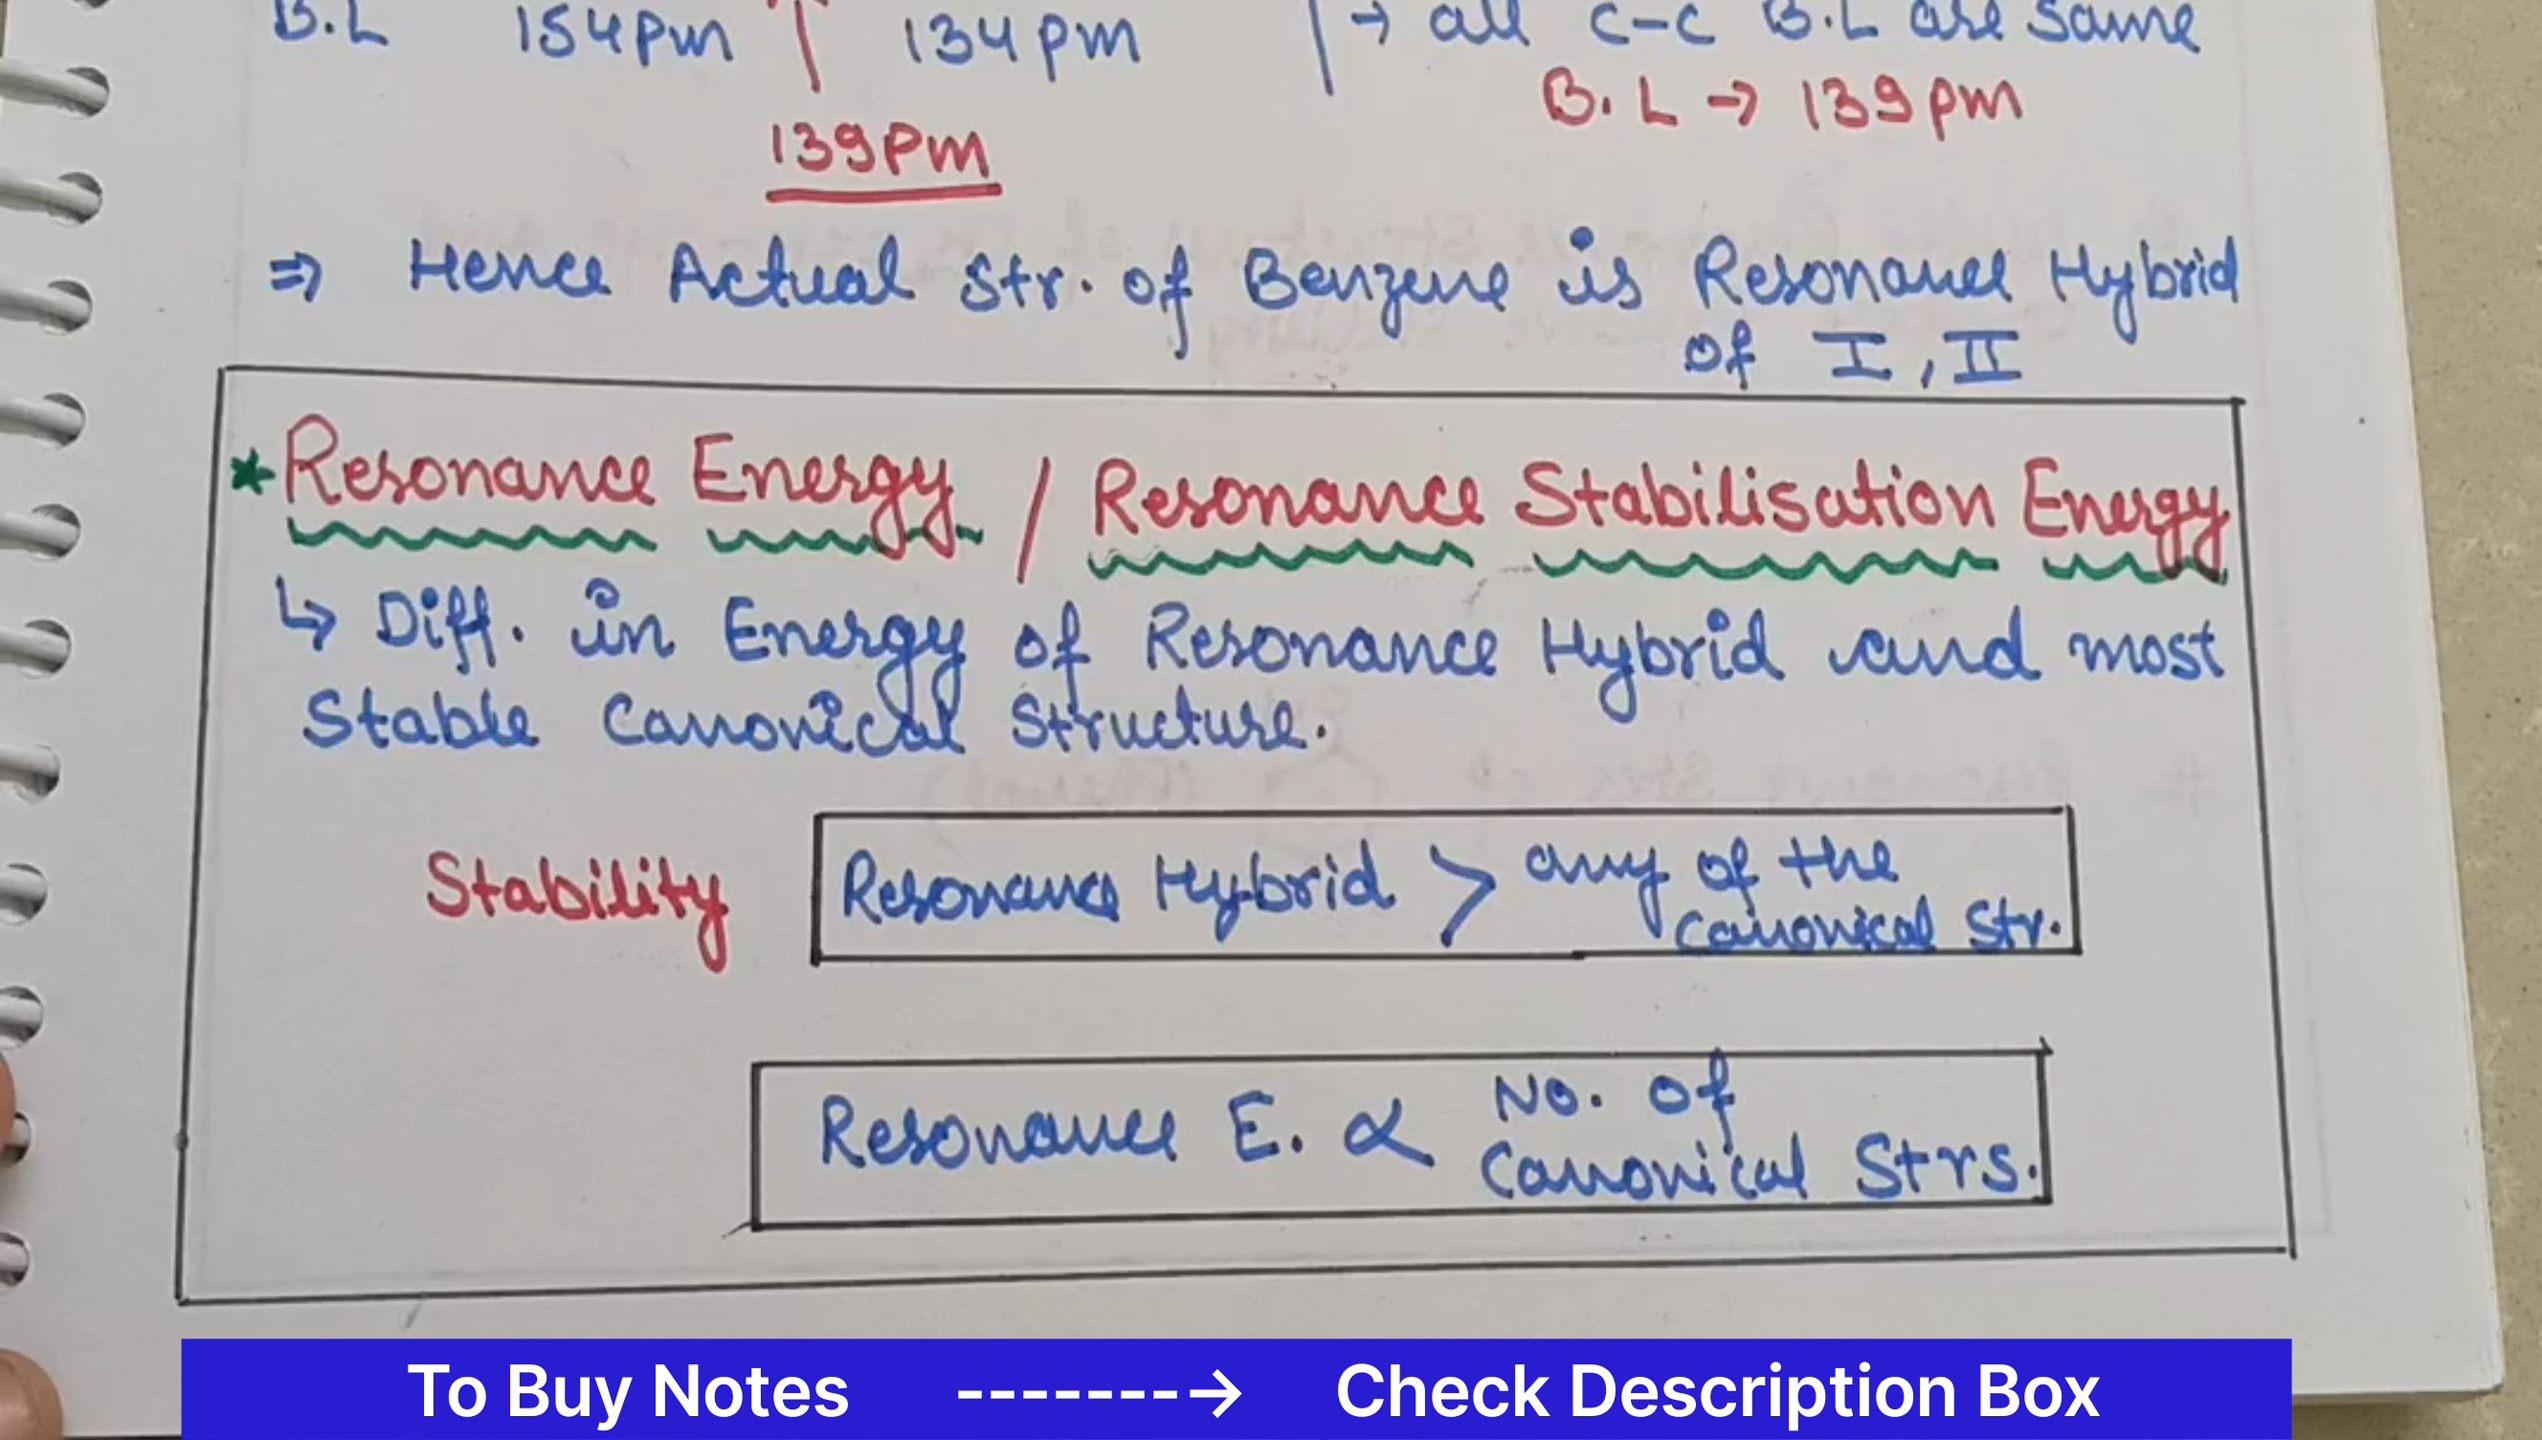 B.L 154pm 134pm → all C-C B.L are same
139pm B.L → 139pm
⇒ Hence Actual Str. of Benzene is Resonance Hybrid
of I, II
* Resonance Energy / Resonance Stabilisation Energy
↳ Diff. in Energy of Resonance Hybrid and most
Stable Canonical Structure.
Stability Resonance Hybrid > any of the
Canonical Str.
Resonance E. ∝ No. of
Canonical Strs.
To Buy Notes -------→ Check Description Box